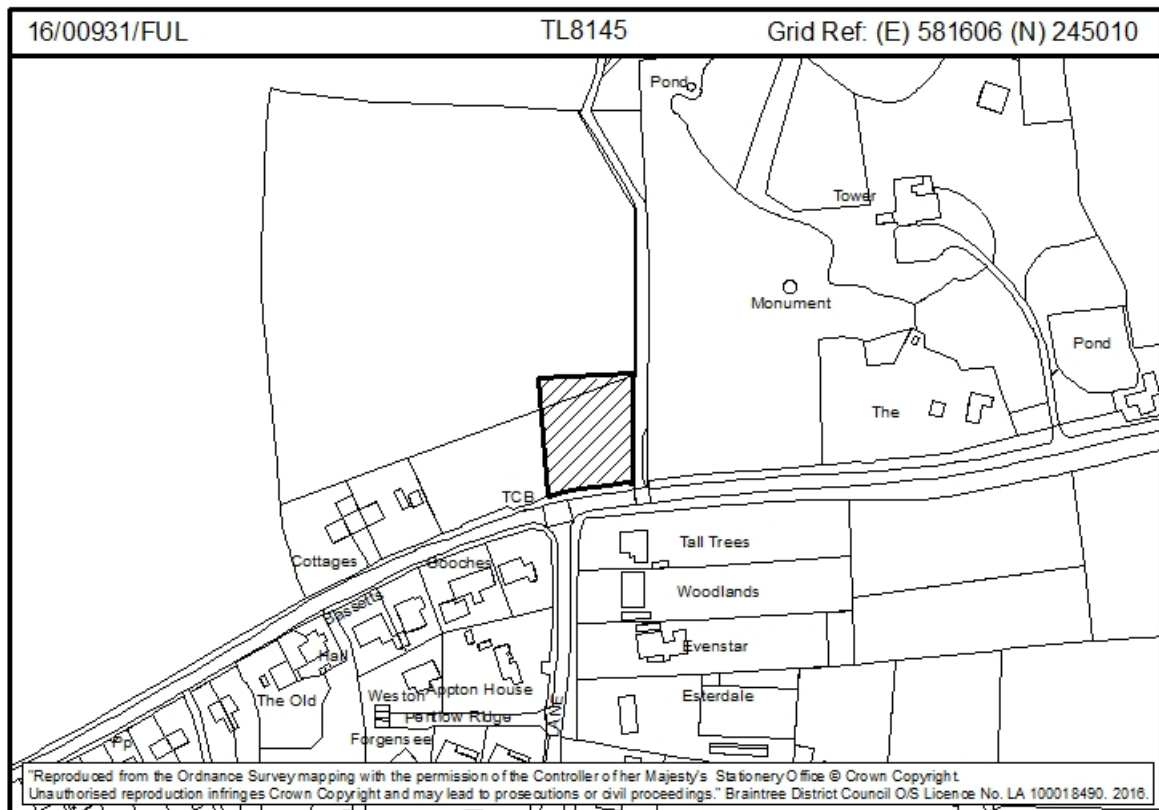 16/00931/FUL TL8145 Grid Ref: (E) 581606 (N) 245010
Pond
Tower
Monument
Pond
The
TCB
Tall Trees
Cottages
Gooches
Woodlands
Bassetts
Evenstar
Hall
The Old
Weston
Appton House
Esterdale
Pentlow Ridge
LANE
Forgensee
Pp
"Reproduced from the Ordnance Survey mapping with the permission of the Controller of her Majesty's Stationery Office © Crown Copyright.
Unauthorised reproduction infringes Crown Copyright and may lead to prosecutions or civil proceedings." Braintree District Council O/S Licence No. LA 100018490. 2016.